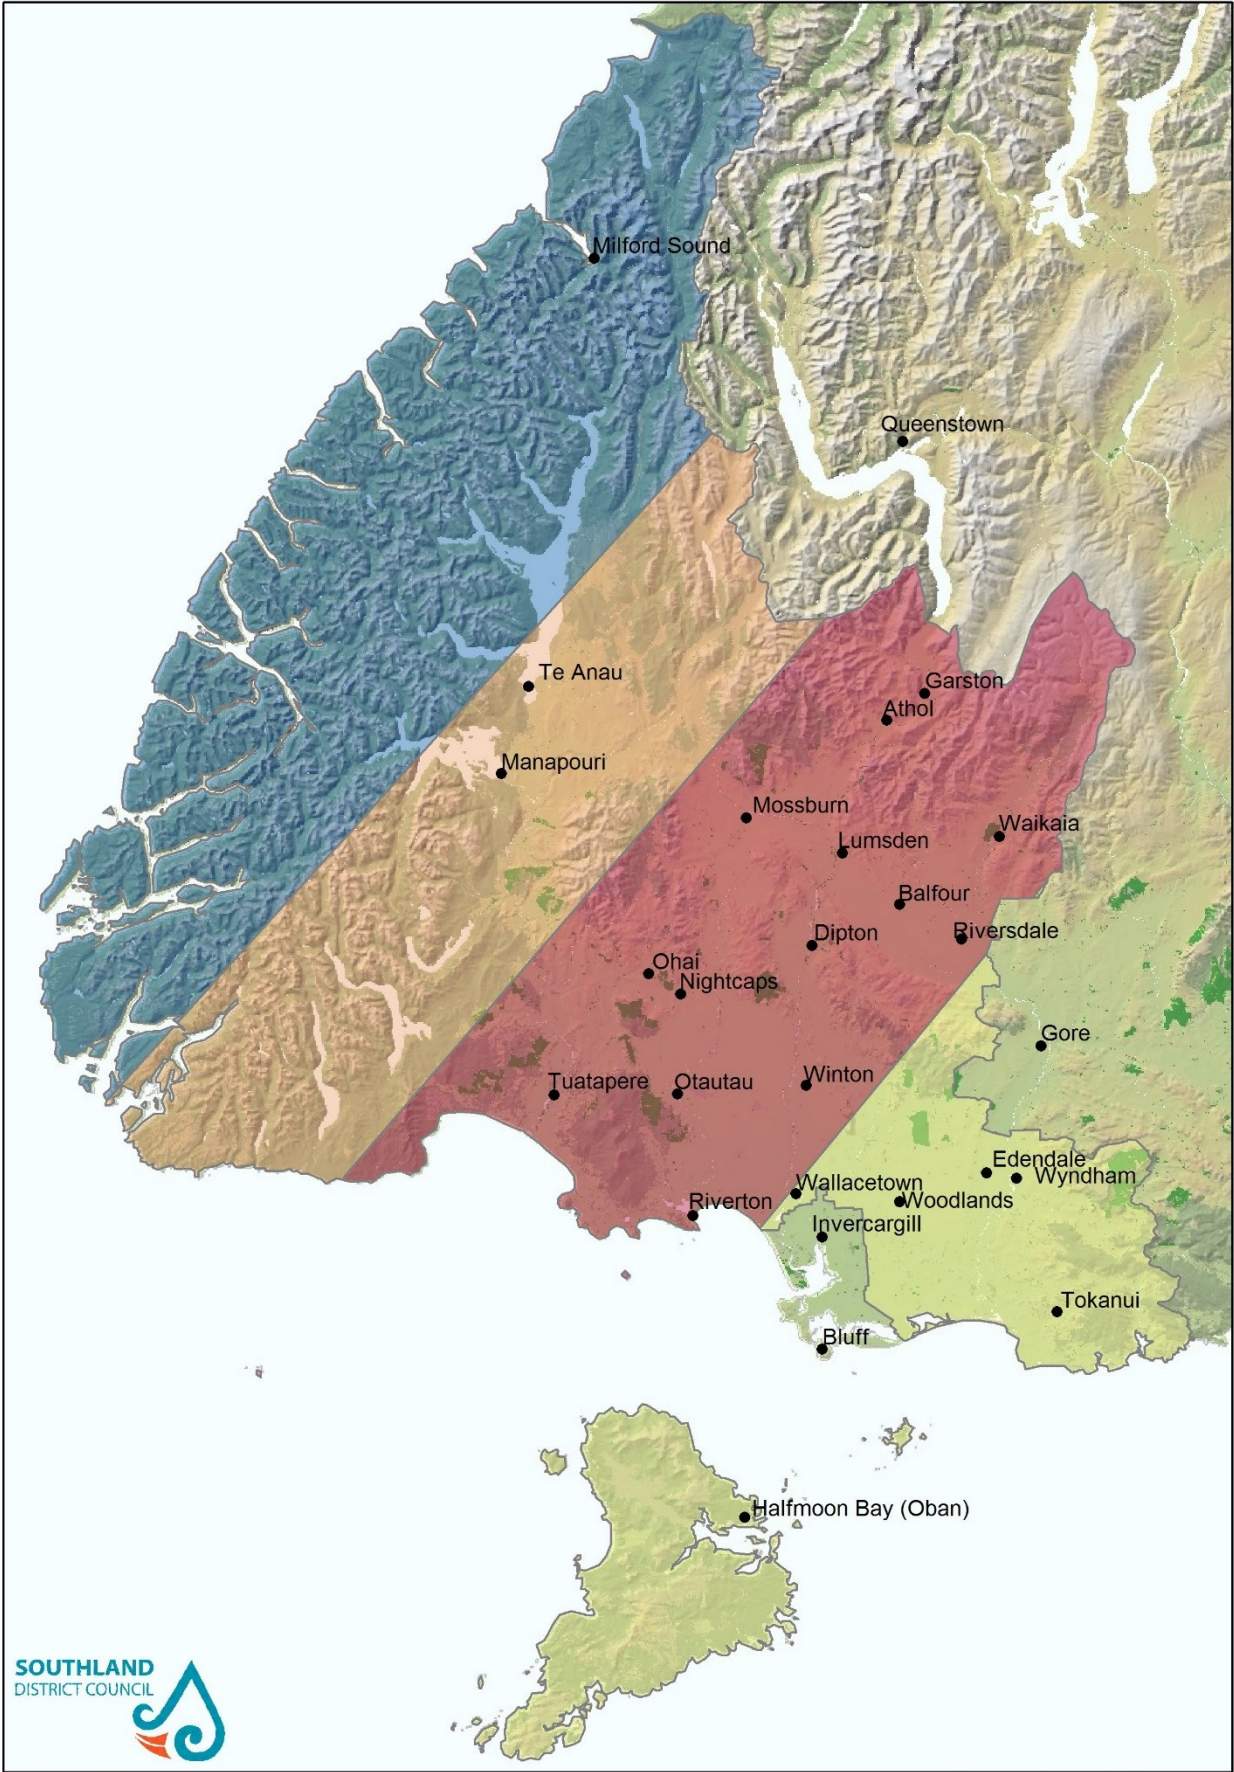 Milford Sound
Queenstown
Te Anau
Garston
Athol
Manapouri
Mossburn
Waikaia
Lumsden
Balfour
Riversdale
Dipton
Ohai
Nightcaps
Gore
Winton
Tuatapere
Otautau
Edendale
Wyndham
Wallacetown
Woodlands
Riverton
Invercargill
Tokanui
Bluff
Halfmoon Bay (Oban)
SOUTHLAND
DISTRICT COUNCIL